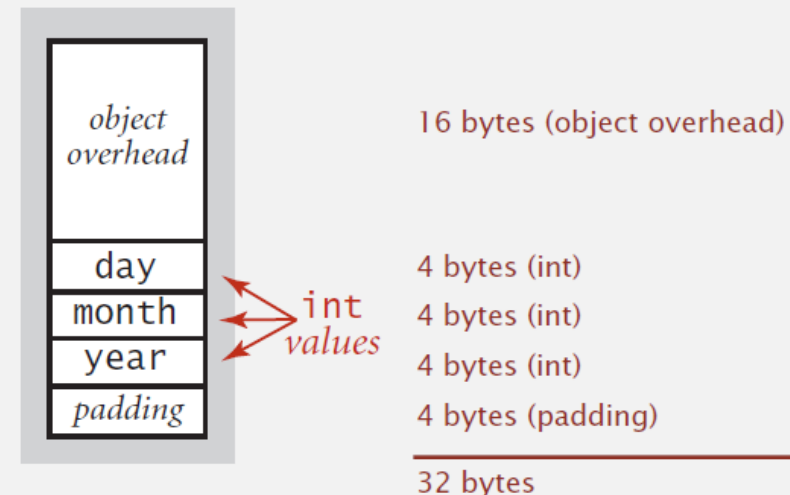 object
overhead
16 bytes (object overhead)
day
4 bytes (int)
month
int
4 bytes (int)
values
year
4 bytes (int)
padding
4 bytes (padding)
32 bytes